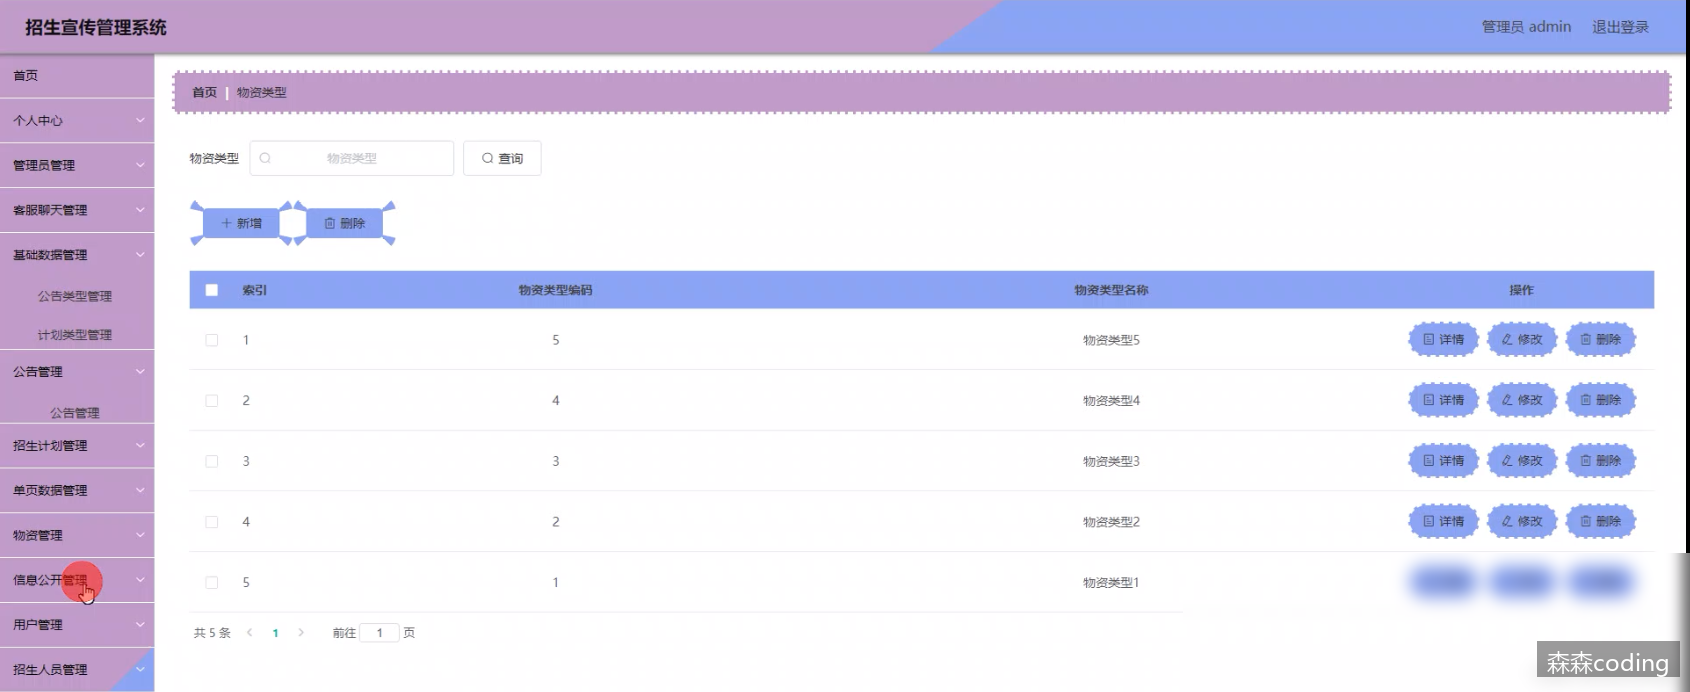 招生宣传管理系统
管理员 admin 退出登录
首页
个人中心
管理员管理
客服聊天管理
基础数据管理
公告类型管理
计划类型管理
公告管理
公告管理
招生计划管理
单页数据管理
物资管理
信息公开管理
用户管理
招生人员管理
首页 | 物资类型
物资类型 物资类型 查询
新增 删除
索引 物资类型编码 物资类型名称 操作
1 5 物资类型5 详情 修改 删除
2 4 物资类型4 详情 修改 删除
3 3 物资类型3 详情 修改 删除
4 2 物资类型2 详情 修改 删除
5 1 物资类型1
共 5 条 1 前往 1 页
森森coding